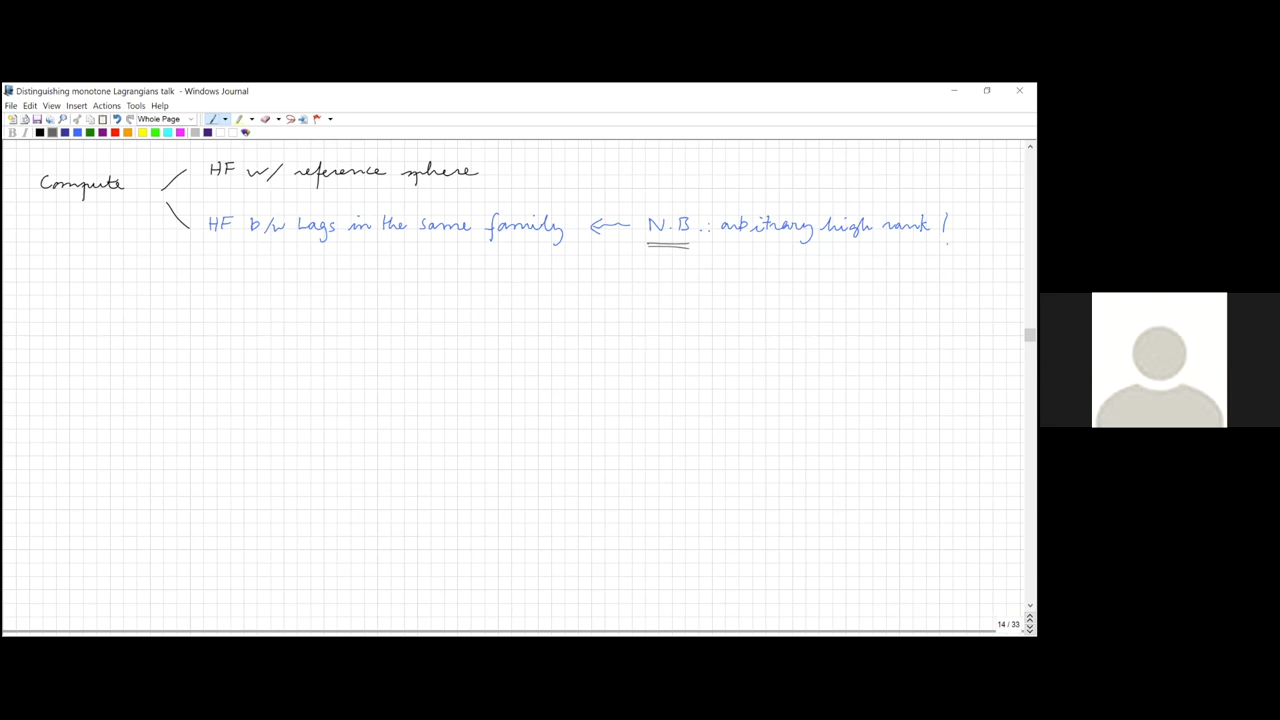 Distinguishing monotone Lagrangians talk - Windows Journal
File Edit View Insert Actions Tools Help
Whole Page
B I
Compute
HF w/ reference sphere
HF b/w Lags in the same family ← N.B.: arbitrary high rank!
14 / 33